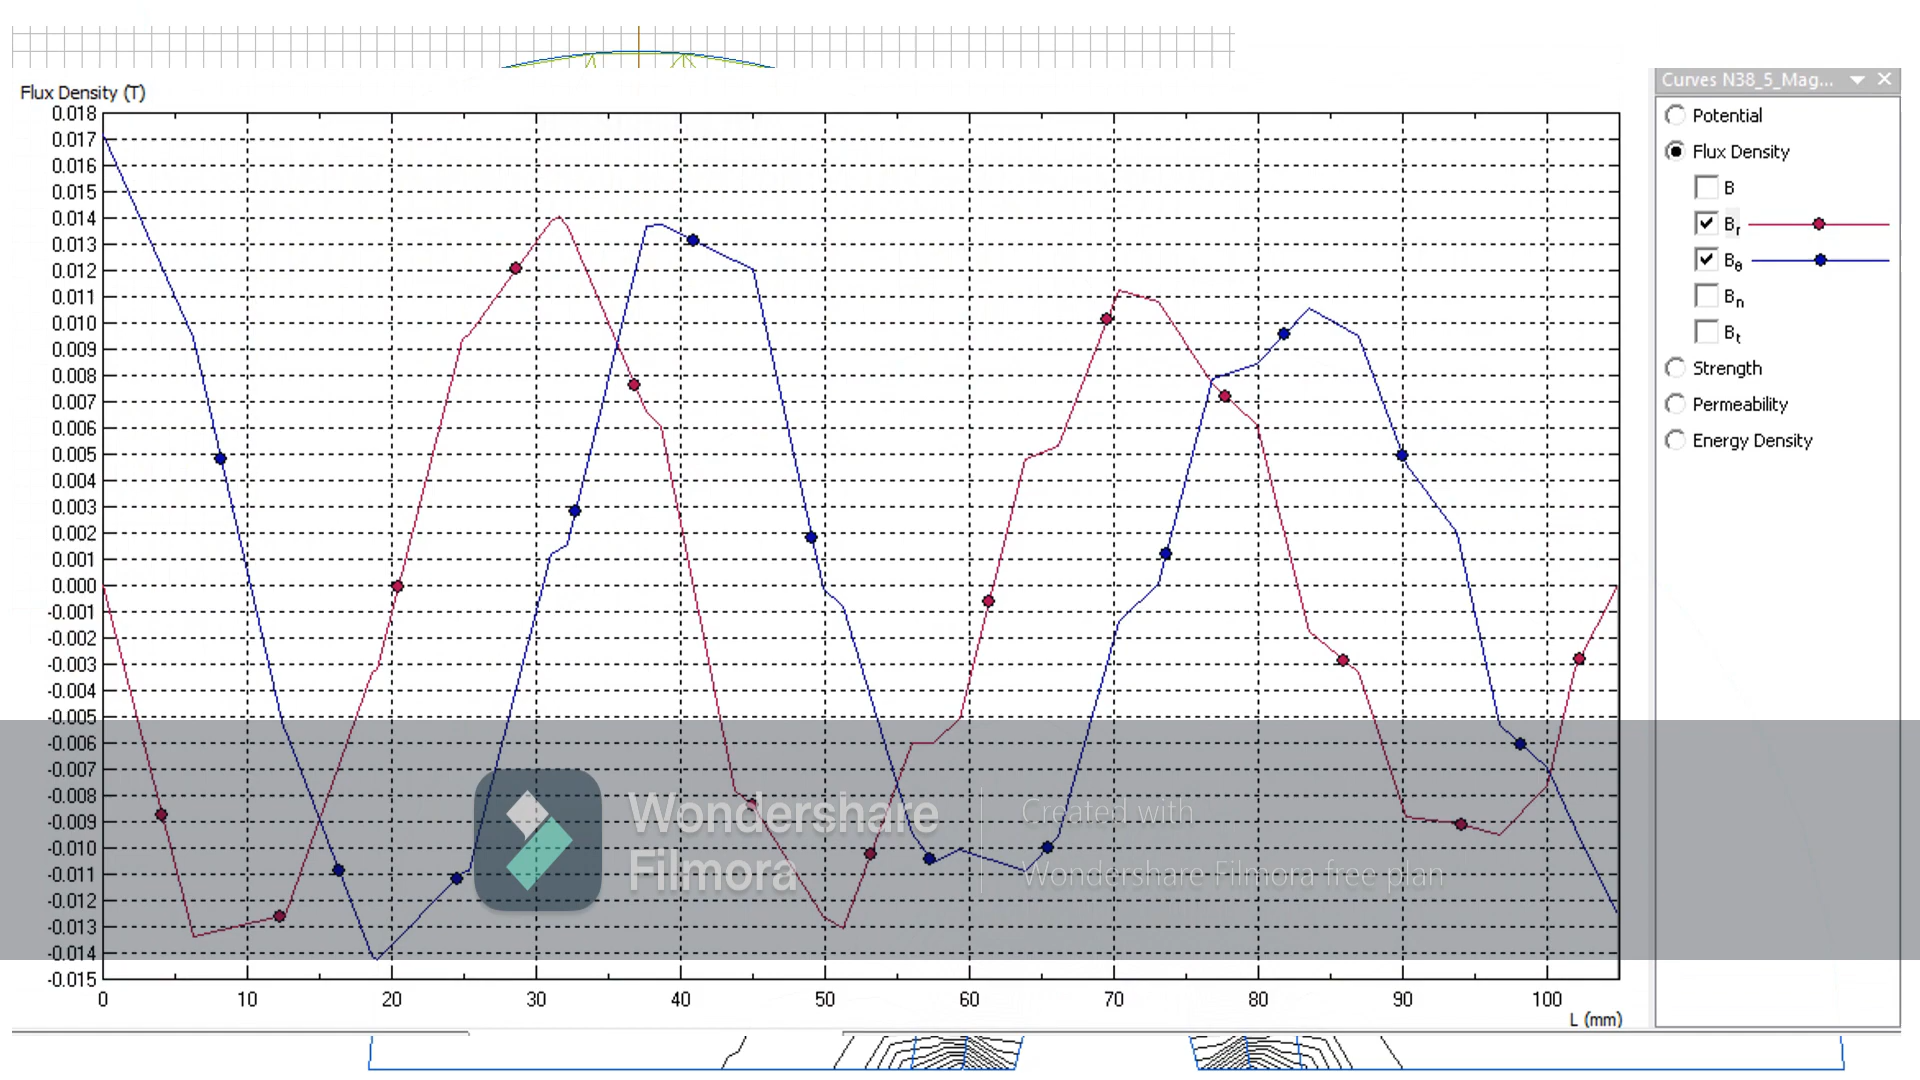 Curves N38_5_Mag...
Flux Density (T)
0.018
0.017
0.016
0.015
0.014
0.013
0.012
0.011
0.010
0.009
0.008
0.007
0.006
0.005
0.004
0.003
0.002
0.001
0.000
-0.001
-0.002
-0.003
-0.004
-0.005
-0.006
-0.007
-0.008
-0.009
-0.010
-0.011
-0.012
-0.013
-0.014
-0.015
0 10 20 30 40 50 60 70 80 90 100
L (mm)
Potential
Flux Density
B
Br
Bθ
Bn
Bt
Strength
Permeability
Energy Density
Wondershare
Filmora
Created with
Wondershare Filmora free plan